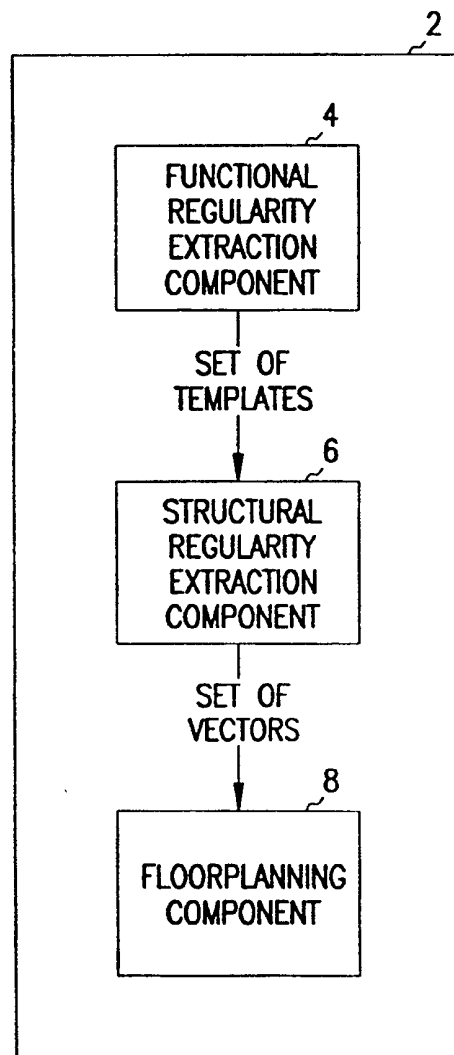 2
4
FUNCTIONAL
REGULARITY
EXTRACTION
COMPONENT
SET OF
TEMPLATES
6
STRUCTURAL
REGULARITY
EXTRACTION
COMPONENT
SET OF
VECTORS
8
FLOORPLANNING
COMPONENT